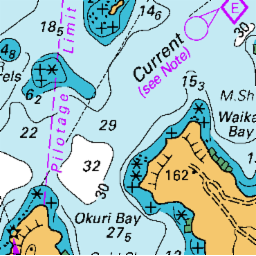 14₆
18₅
Limit
E
30
Current
(see Note)
4₈
6₂
Pilotage
15₃
M.Sh
Waika
Bay
22
29
32
30
162
Okuri Bay
27₅